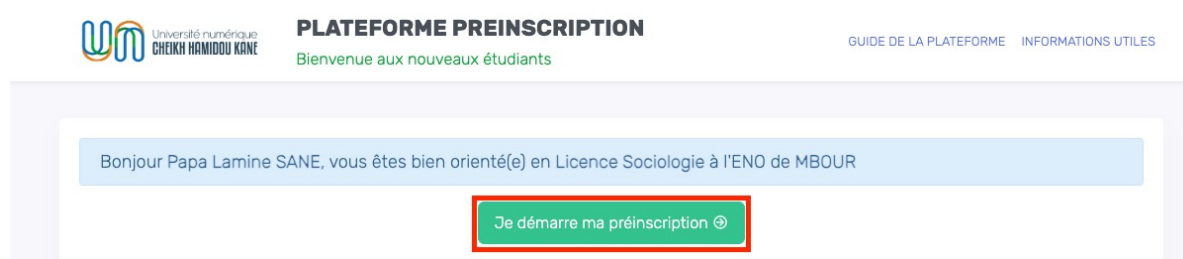 Université numérique
CHEIKH HAMIDOU KANE
PLATEFORME PREINSCRIPTION
Bienvenue aux nouveaux étudiants
GUIDE DE LA PLATEFORME
INFORMATIONS UTILES
Bonjour Papa Lamine SANE, vous êtes bien orienté(e) en Licence Sociologie à l'ENO de MBOUR
Je démarre ma préinscription